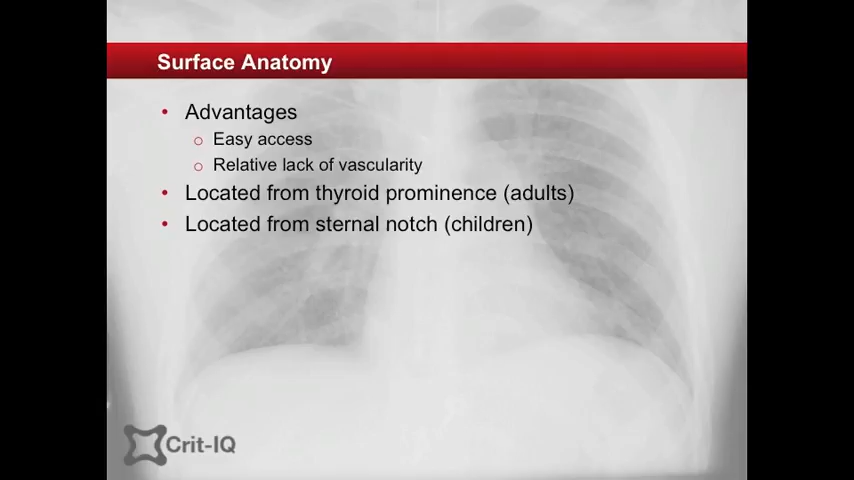 Surface Anatomy
• Advantages
o Easy access
o Relative lack of vascularity
• Located from thyroid prominence (adults)
• Located from sternal notch (children)
Crit-IQ